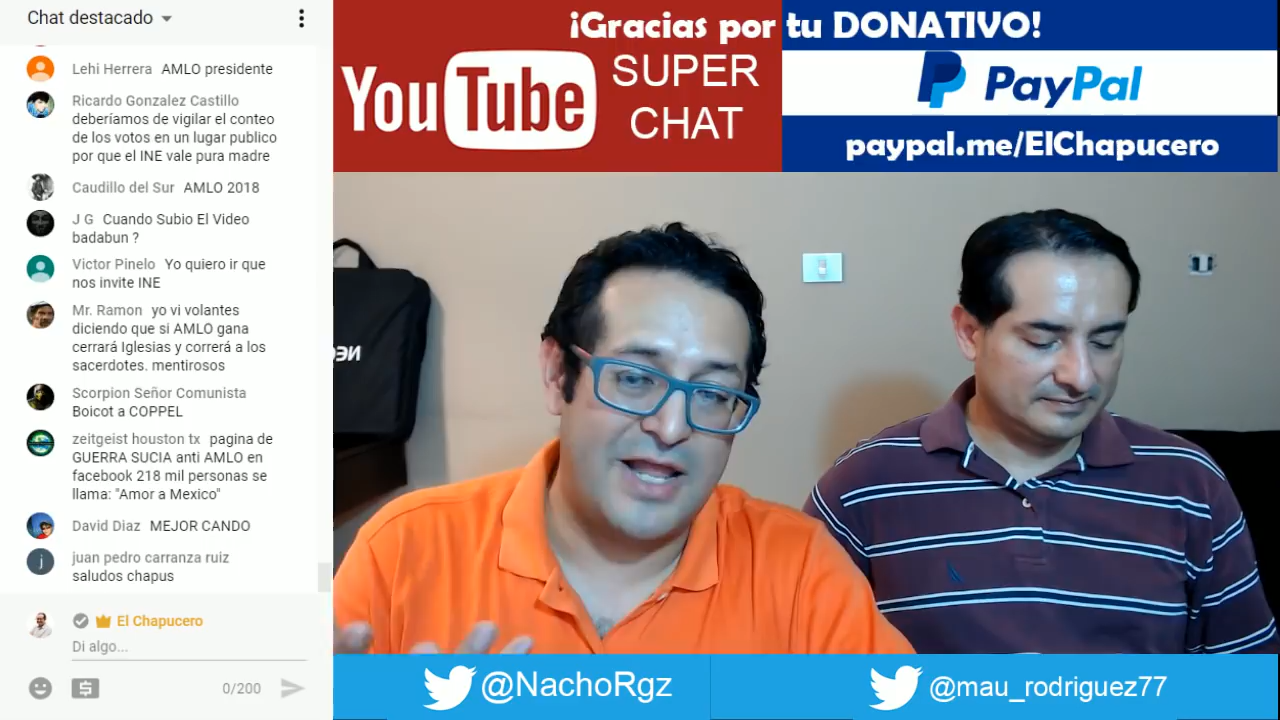 Chat destacado
Lehi Herrera AMLO presidente
Ricardo Gonzalez Castillo
deberíamos de vigilar el conteo
de los votos en un lugar publico
por que el INE vale pura madre
Caudillo del Sur AMLO 2018
J G Cuando Subio El Video
badabun ?
Victor Pinelo Yo quiero ir que
nos invite INE
Mr. Ramon yo vi volantes
diciendo que si AMLO gana
cerrará Iglesias y correrá a los
sacerdotes. mentirosos
Scorpion Señor Comunista
Boicot a COPPEL
zeitgeist houston tx pagina de
GUERRA SUCIA anti AMLO en
facebook 218 mil personas se
llama: "Amor a Mexico"
David Diaz MEJOR CANDO
j
juan pedro carranza ruiz
saludos chapus
El Chapucero
Di algo...
0/200
¡Gracias por tu DONATIVO!
YouTube
SUPER
CHAT
PayPal
paypal.me/ElChapucero
@NachoRgz
@mau_rodriguez77